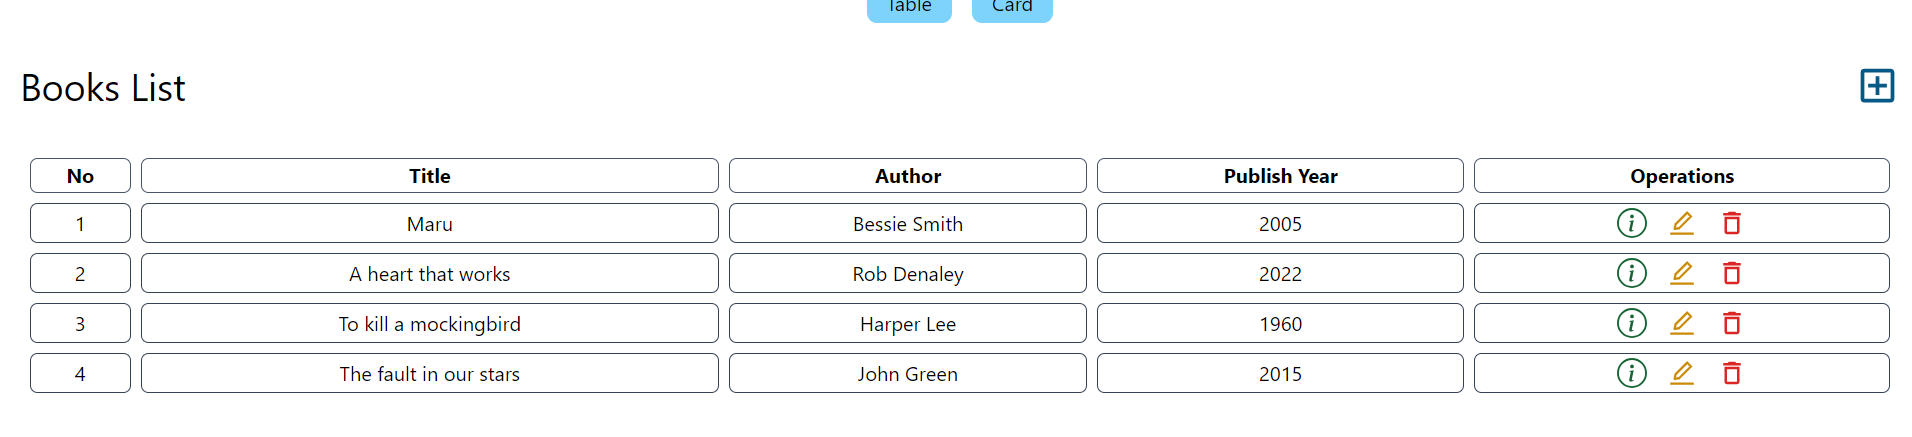 Table Card
Books List
No Title Author Publish Year Operations
1 Maru Bessie Smith 2005
2 A heart that works Rob Denaley 2022
3 To kill a mockingbird Harper Lee 1960
4 The fault in our stars John Green 2015